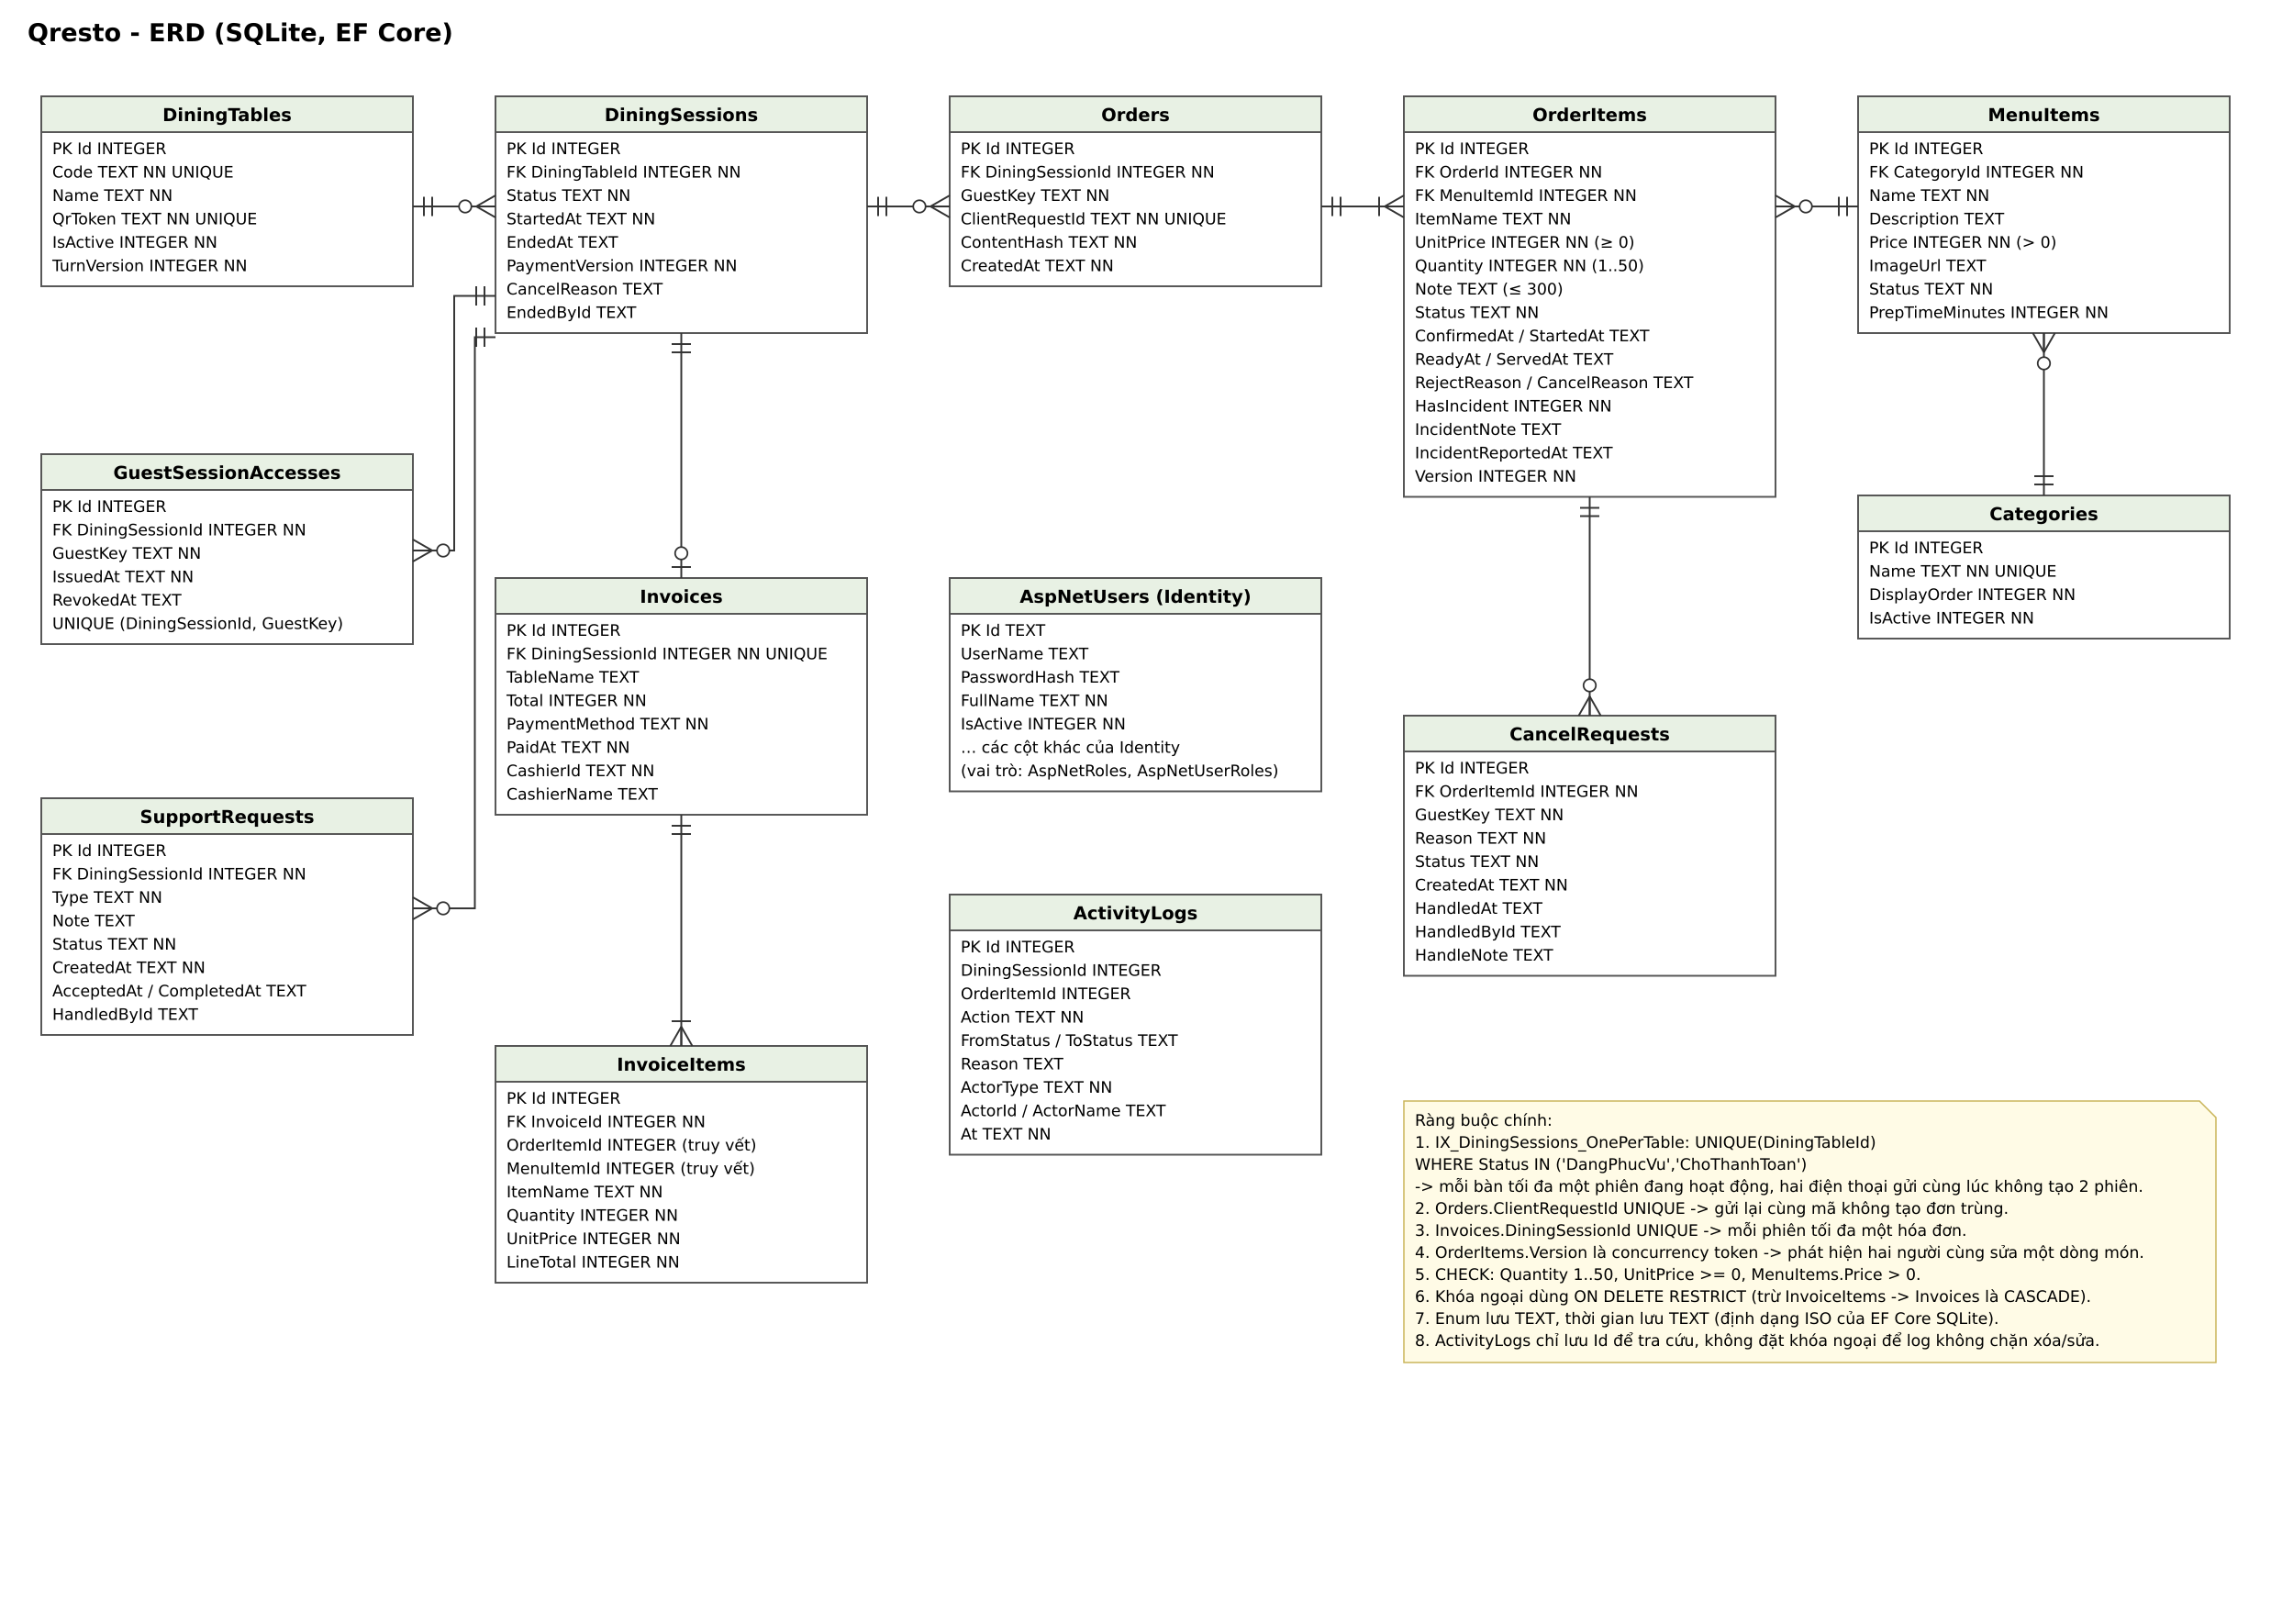 Qresto - ERD (SQLite, EF Core)
DiningTables
PK Id INTEGER
Code TEXT NN UNIQUE
Name TEXT NN
QrToken TEXT NN UNIQUE
IsActive INTEGER NN
TurnVersion INTEGER NN
DiningSessions
PK Id INTEGER
FK DiningTableId INTEGER NN
Status TEXT NN
StartedAt TEXT NN
EndedAt TEXT
PaymentVersion INTEGER NN
CancelReason TEXT
EndedById TEXT
Orders
PK Id INTEGER
FK DiningSessionId INTEGER NN
GuestKey TEXT NN
ClientRequestId TEXT NN UNIQUE
ContentHash TEXT NN
CreatedAt TEXT NN
OrderItems
PK Id INTEGER
FK OrderId INTEGER NN
FK MenuItemId INTEGER NN
ItemName TEXT NN
UnitPrice INTEGER NN (≥ 0)
Quantity INTEGER NN (1..50)
Note TEXT (≤ 300)
Status TEXT NN
ConfirmedAt / StartedAt TEXT
ReadyAt / ServedAt TEXT
RejectReason / CancelReason TEXT
HasIncident INTEGER NN
IncidentNote TEXT
IncidentReportedAt TEXT
Version INTEGER NN
MenuItems
PK Id INTEGER
FK CategoryId INTEGER NN
Name TEXT NN
Description TEXT
Price INTEGER NN (> 0)
ImageUrl TEXT
Status TEXT NN
PrepTimeMinutes INTEGER NN
GuestSessionAccesses
PK Id INTEGER
FK DiningSessionId INTEGER NN
GuestKey TEXT NN
IssuedAt TEXT NN
RevokedAt TEXT
UNIQUE (DiningSessionId, GuestKey)
Invoices
PK Id INTEGER
FK DiningSessionId INTEGER NN UNIQUE
TableName TEXT
Total INTEGER NN
PaymentMethod TEXT NN
PaidAt TEXT NN
CashierId TEXT NN
CashierName TEXT
AspNetUsers (Identity)
PK Id TEXT
UserName TEXT
PasswordHash TEXT
FullName TEXT NN
IsActive INTEGER NN
… các cột khác của Identity
(vai trò: AspNetRoles, AspNetUserRoles)
Categories
PK Id INTEGER
Name TEXT NN UNIQUE
DisplayOrder INTEGER NN
IsActive INTEGER NN
CancelRequests
PK Id INTEGER
FK OrderItemId INTEGER NN
GuestKey TEXT NN
Reason TEXT NN
Status TEXT NN
CreatedAt TEXT NN
HandledAt TEXT
HandledById TEXT
HandleNote TEXT
SupportRequests
PK Id INTEGER
FK DiningSessionId INTEGER NN
Type TEXT NN
Note TEXT
Status TEXT NN
CreatedAt TEXT NN
AcceptedAt / CompletedAt TEXT
HandledById TEXT
ActivityLogs
PK Id INTEGER
DiningSessionId INTEGER
OrderItemId INTEGER
Action TEXT NN
FromStatus / ToStatus TEXT
Reason TEXT
ActorType TEXT NN
ActorId / ActorName TEXT
At TEXT NN
InvoiceItems
PK Id INTEGER
FK InvoiceId INTEGER NN
OrderItemId INTEGER (truy vết)
MenuItemId INTEGER (truy vết)
ItemName TEXT NN
Quantity INTEGER NN
UnitPrice INTEGER NN
LineTotal INTEGER NN
Ràng buộc chính:
1. IX_DiningSessions_OnePerTable: UNIQUE(DiningTableId)
WHERE Status IN ('DangPhucVu','ChoThanhToan')
-> mỗi bàn tối đa một phiên đang hoạt động, hai điện thoại gửi cùng lúc không tạo 2 phiên.
2. Orders.ClientRequestId UNIQUE -> gửi lại cùng mã không tạo đơn trùng.
3. Invoices.DiningSessionId UNIQUE -> mỗi phiên tối đa một hóa đơn.
4. OrderItems.Version là concurrency token -> phát hiện hai người cùng sửa một dòng món.
5. CHECK: Quantity 1..50, UnitPrice >= 0, MenuItems.Price > 0.
6. Khóa ngoại dùng ON DELETE RESTRICT (trừ InvoiceItems -> Invoices là CASCADE).
7. Enum lưu TEXT, thời gian lưu TEXT (định dạng ISO của EF Core SQLite).
8. ActivityLogs chỉ lưu Id để tra cứu, không đặt khóa ngoại để log không chặn xóa/sửa.